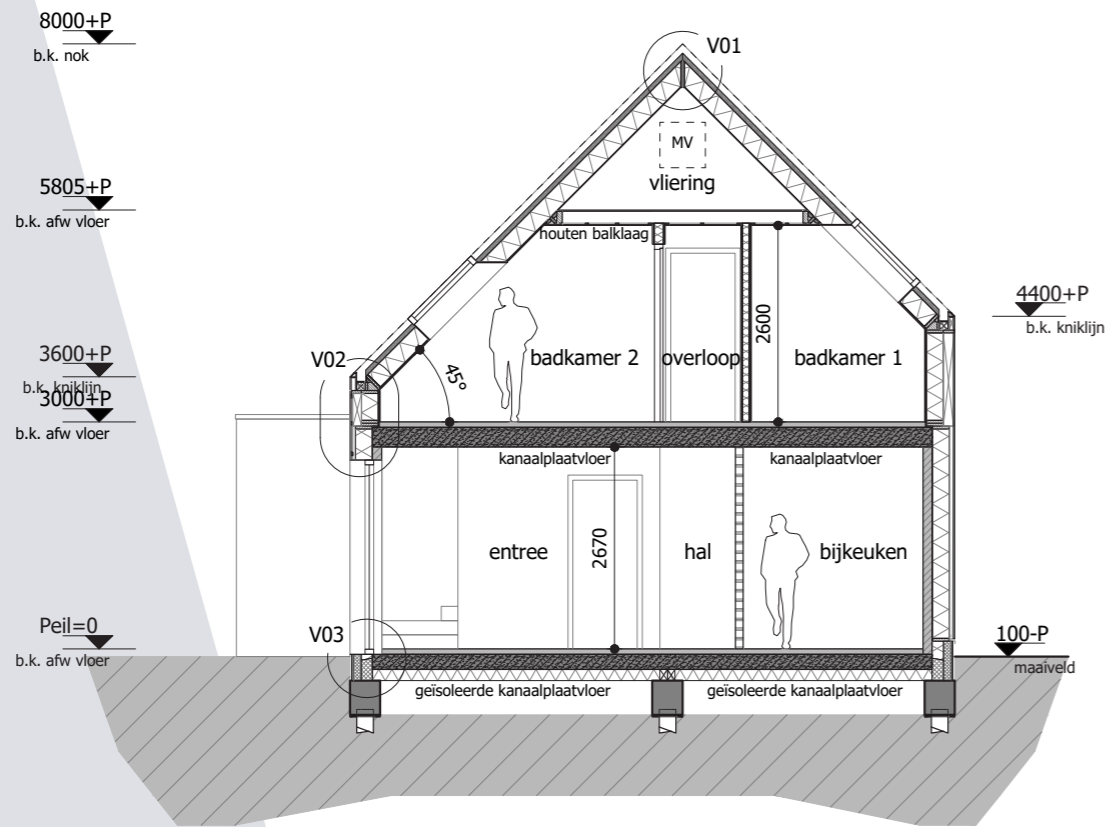 8000+P
b.k. nok
V01
MV
vliering
5805+P
b.k. afw vloer
houten balklaag
4400+P
b.k. kniklijn
2600
badkamer 2
overloop
badkamer 1
3600+P
b.k. kniklijn
V02
45°
3000+P
b.k. afw vloer
kanaalplaatvloer
kanaalplaatvloer
2670
entree
hal
bijkeuken
Peil=0
b.k. afw vloer
V03
100-P
maaiveld
geïsoleerde kanaalplaatvloer
geïsoleerde kanaalplaatvloer